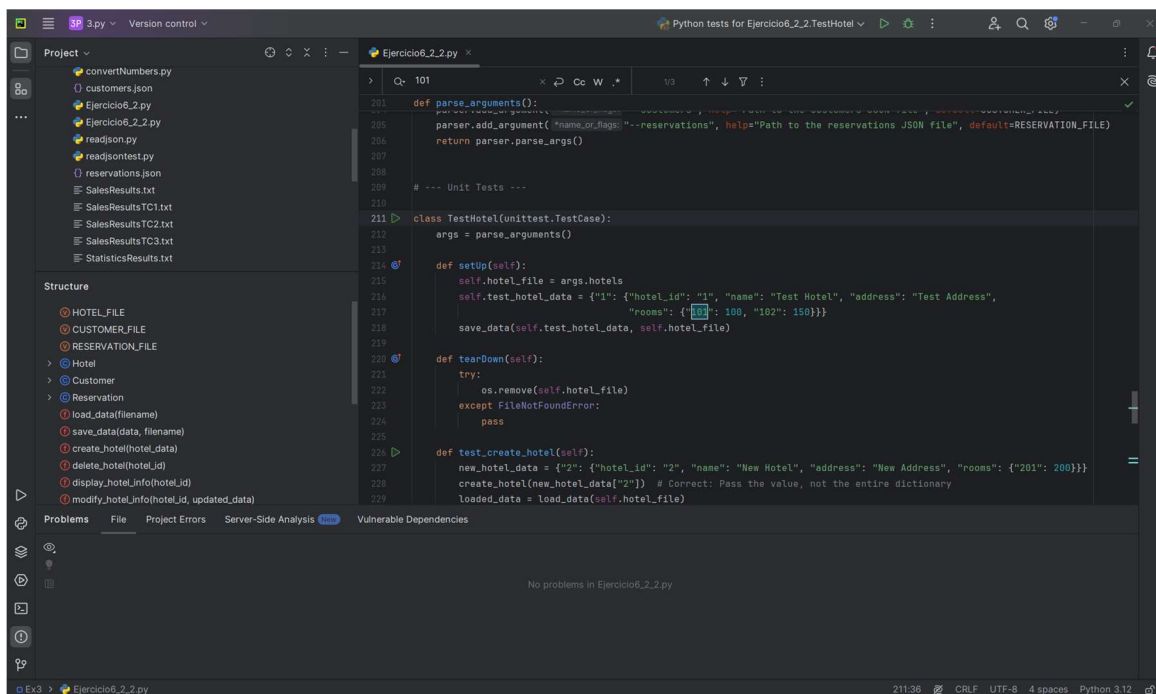 3P 3.py Version control Python tests for Ejercicio6_2_2.TestHotel
Project
Ejercicio6_2_2.py
convertNumbers.py
{} customers.json
Ejercicio6_2.py
Ejercicio6_2_2.py
readjson.py
readjsontest.py
{} reservations.json
SalesResults.txt
SalesResultsTC1.txt
SalesResultsTC2.txt
SalesResultsTC3.txt
StatisticsResults.txt
Structure
HOTEL_FILE
CUSTOMER_FILE
RESERVATION_FILE
Hotel
Customer
Reservation
load_data(filename)
save_data(data, filename)
create_hotel(hotel_data)
delete_hotel(hotel_id)
display_hotel_info(hotel_id)
modify_hotel_info(hotel_id, updated_data)
101 Cc W .* 1/3
201 def parse_arguments():
205 parser.add_argument( *name_or_flags: "--reservations", help="Path to the reservations JSON file", default=RESERVATION_FILE)
206 return parser.parse_args()
207
208
209 # --- Unit Tests ---
210
211 class TestHotel(unittest.TestCase):
212 args = parse_arguments()
213
214 def setUp(self):
215 self.hotel_file = args.hotels
216 self.test_hotel_data = {"1": {"hotel_id": "1", "name": "Test Hotel", "address": "Test Address",
217 "rooms": {"101": 100, "102": 150}}}
218 save_data(self.test_hotel_data, self.hotel_file)
219
220 def tearDown(self):
221 try:
222 os.remove(self.hotel_file)
223 except FileNotFoundError:
224 pass
225
226 def test_create_hotel(self):
227 new_hotel_data = {"2": {"hotel_id": "2", "name": "New Hotel", "address": "New Address", "rooms": {"201": 200}}}
228 create_hotel(new_hotel_data["2"]) # Correct: Pass the value, not the entire dictionary
229 loaded_data = load_data(self.hotel_file)
Problems File Project Errors Server-Side Analysis New Vulnerable Dependencies
No problems in Ejercicio6_2_2.py
Ex3 > Ejercicio6_2_2.py 211:36 CRLF UTF-8 4 spaces Python 3.12